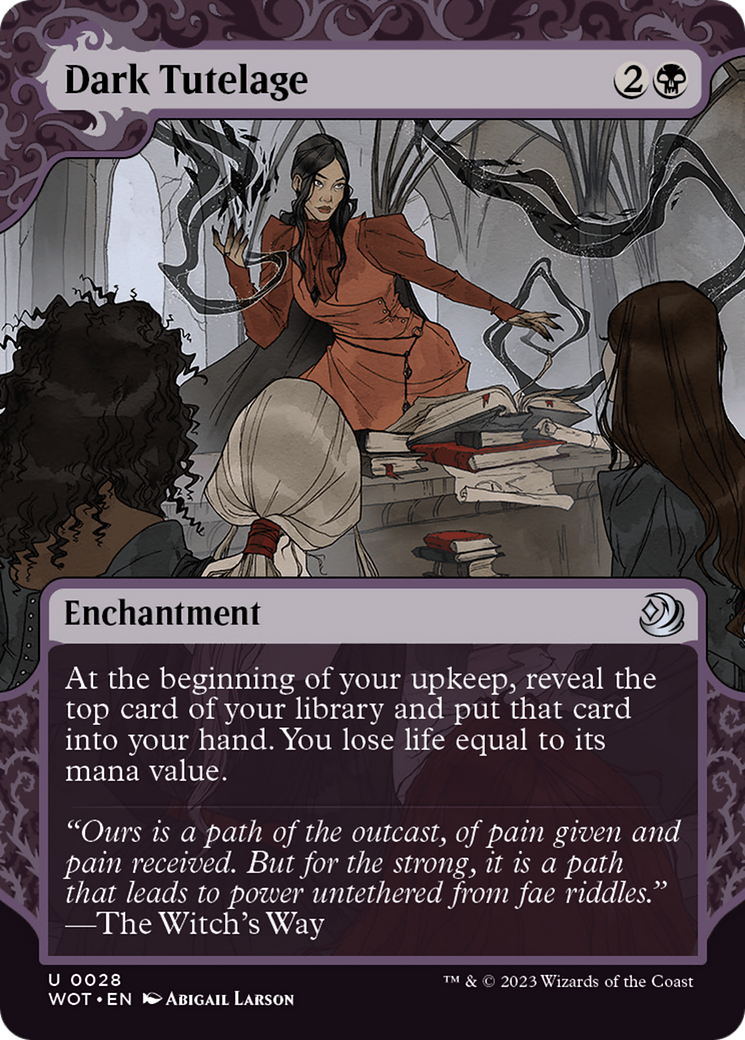 Dark Tutelage 2
Enchantment
At the beginning of your upkeep, reveal the
top card of your library and put that card
into your hand. You lose life equal to its
mana value.
“Ours is a path of the outcast, of pain given and
pain received. But for the strong, it is a path
that leads to power untethered from fae riddles.”
—The Witch’s Way
U 0028 ™ & © 2023 Wizards of the Coast
WOT • EN Abigail Larson